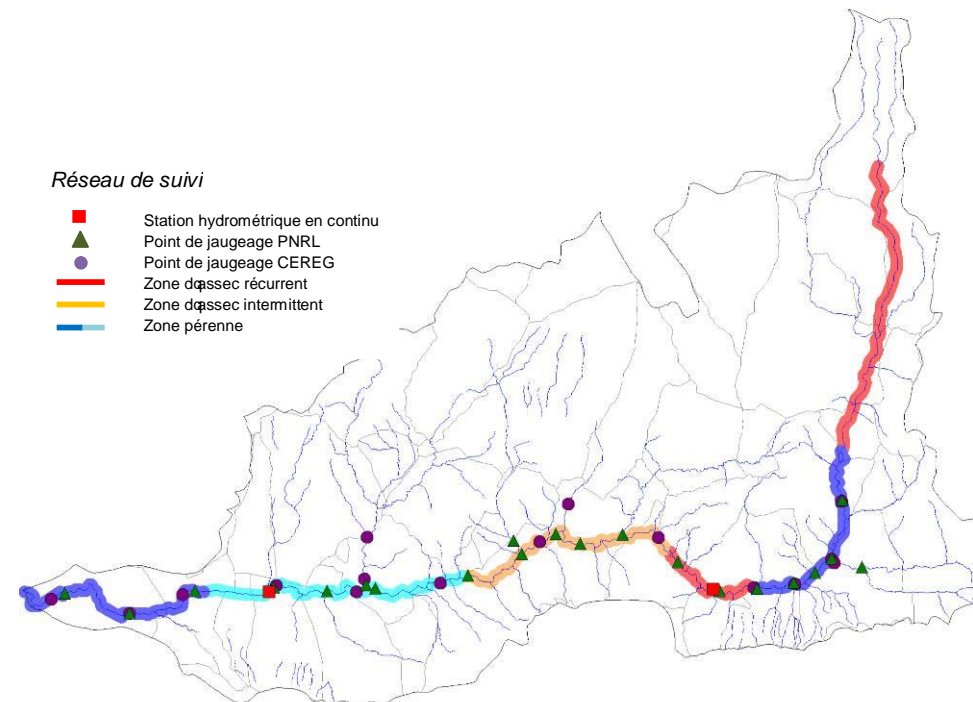 Réseau de suivi
Station hydrométrique en continu
Point de jaugeage PNRL
Point de jaugeage CEREG
Zone assec récurrent
Zone assec intermittent
Zone pérenne